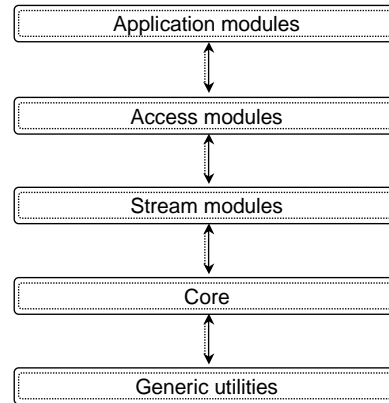 Application modules
Access modules
Stream modules
Core
Generic utilities